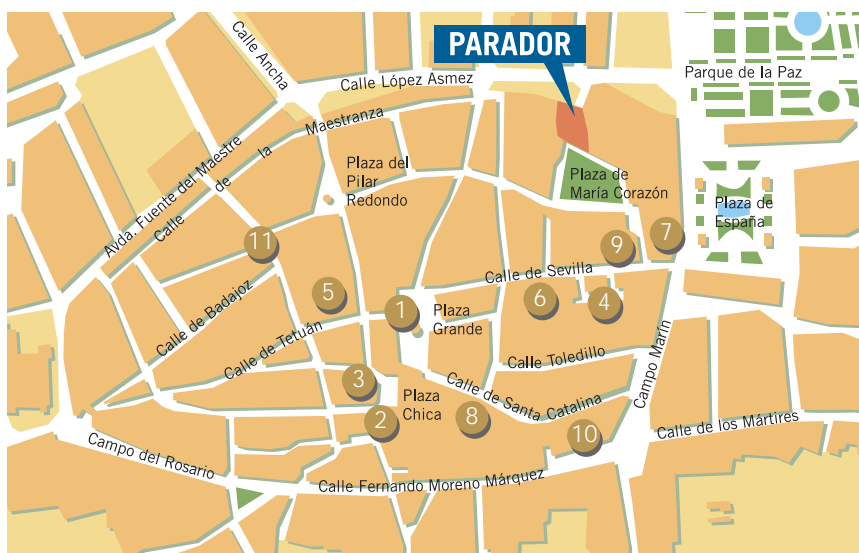 PARADOR
Calle Ancha
Calle López Asmez
Parque de la Paz
Avda. Fuente del Maestre
Calle de la Maestranza
Plaza del
Pilar
Redondo
Plaza de
María Corazón
Plaza de
España
11
9
7
Calle de Sevilla
5
1
6
4
Plaza
Grande
Calle de Badajoz
Calle de Tetuán
Calle Toledillo
Campo Marín
3
Plaza
Chica
Calle de Santa Catalina
2
8
10
Calle de los Mártires
Campo del Rosario
Calle Fernando Moreno Márquez